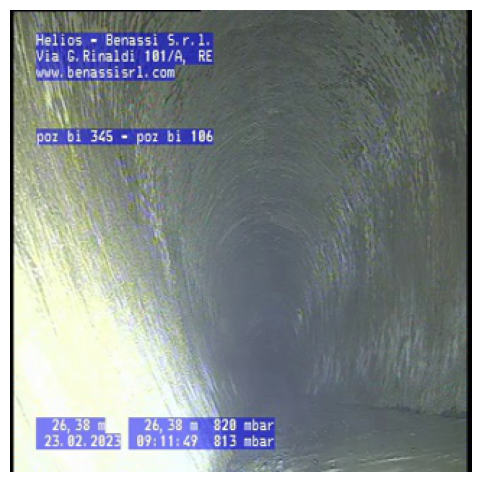 Helios - Benassi S.r.l.
Via G.Rinaldi 101/A, RE
www.benassisrl.com
poz bi 345 - poz bi 106
26,38 m 26,38 m 820 mbar
23.02.2023 09:11:49 813 mbar